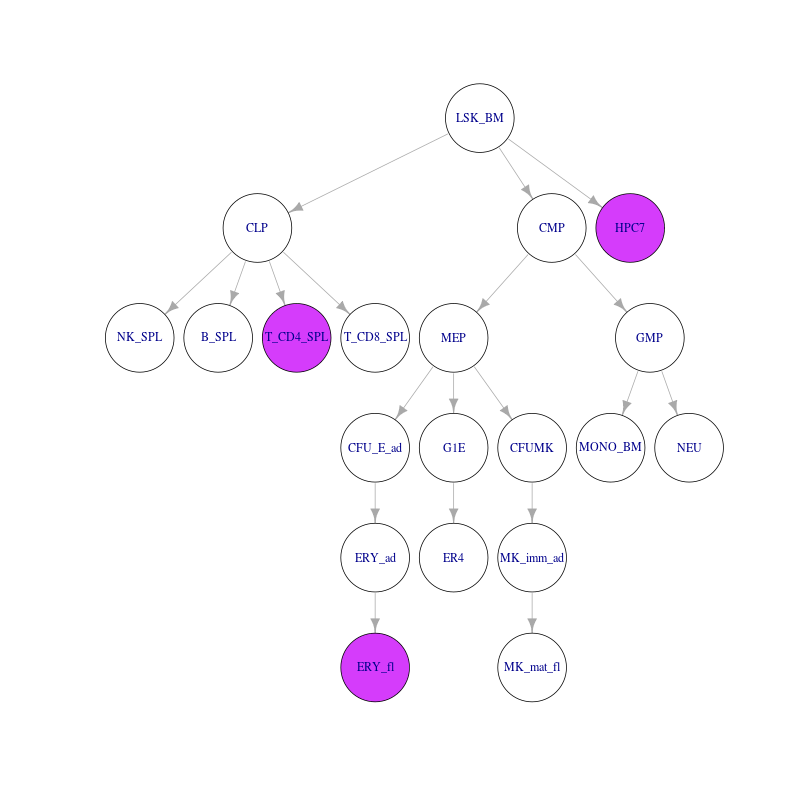 LSK_BM
CLP
CMP
HPC7
NK_SPL
B_SPL
T_CD4_SPL
T_CD8_SPL
MEP
GMP
CFU_E_ad
G1E
CFUMK
MONO_BM
NEU
ERY_ad
ER4
MK_imm_ad
ERY_fl
MK_mat_fl